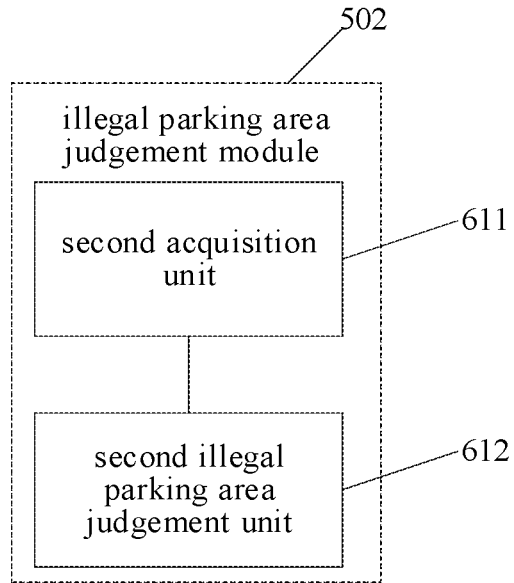 502
illegal parking area
judgement module
second acquisition
unit
611
second illegal
parking area
judgement unit
612